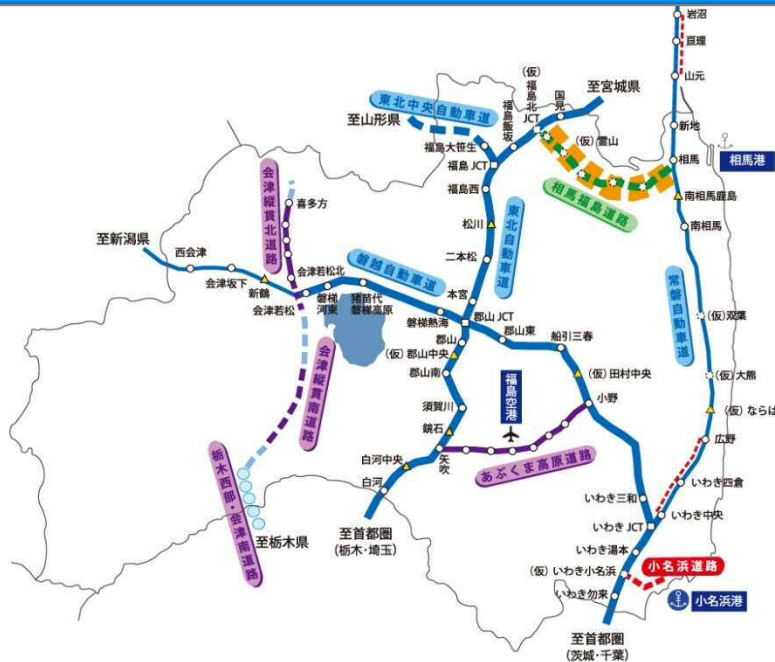 岩沼
亘理
山元
新地
相馬
相馬港
南相馬鹿島
南相馬
(仮)双葉
(仮)大熊
(仮)ならは
広野
いわき四倉
いわき中央
いわき三和
いわき JCT
いわき湯本
(仮)いわき小名浜
いわき勿来
小名浜道路
小名浜港
至首都圏
(茨城・千葉)
常磐自動車道
至宮城県
国見
(仮)
福島北
JCT
(仮)霊山
相馬福島道路
福島飯坂
東北中央自動車道
至山形県
福島大笹生
福島 JCT
福島西
松川
東北自動車道
二本松
本宮
郡山 JCT
郡山
(仮)郡山中央
郡山南
須賀川
鏡石
矢吹
白河中央
白河
至首都圏
(栃木・埼玉)
郡山東
船引三春
(仮)田村中央
小野
福島空港
あぶくま高原道路
磐梯熱海
磐越自動車道
猪苗代
磐梯高原
磐梯
河東
会津若松北
会津若松
新鶴
会津坂下
西会津
至新潟県
喜多方
会津縦貫北道路
会津縦貫南道路
栃木西部・会津南道路
至栃木県